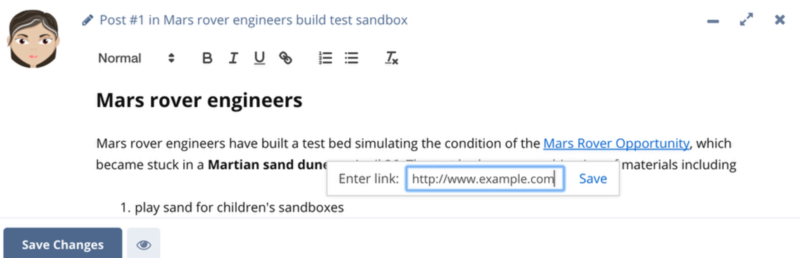 Post #1 in Mars rover engineers build test sandbox
Normal B I U Tx
Mars rover engineers
Mars rover engineers have built a test bed simulating the condition of the Mars Rover Opportunity, which
became stuck in a Martian sand dune materials including
Enter link: http://www.example.com Save
1. play sand for children's sandboxes
Save Changes